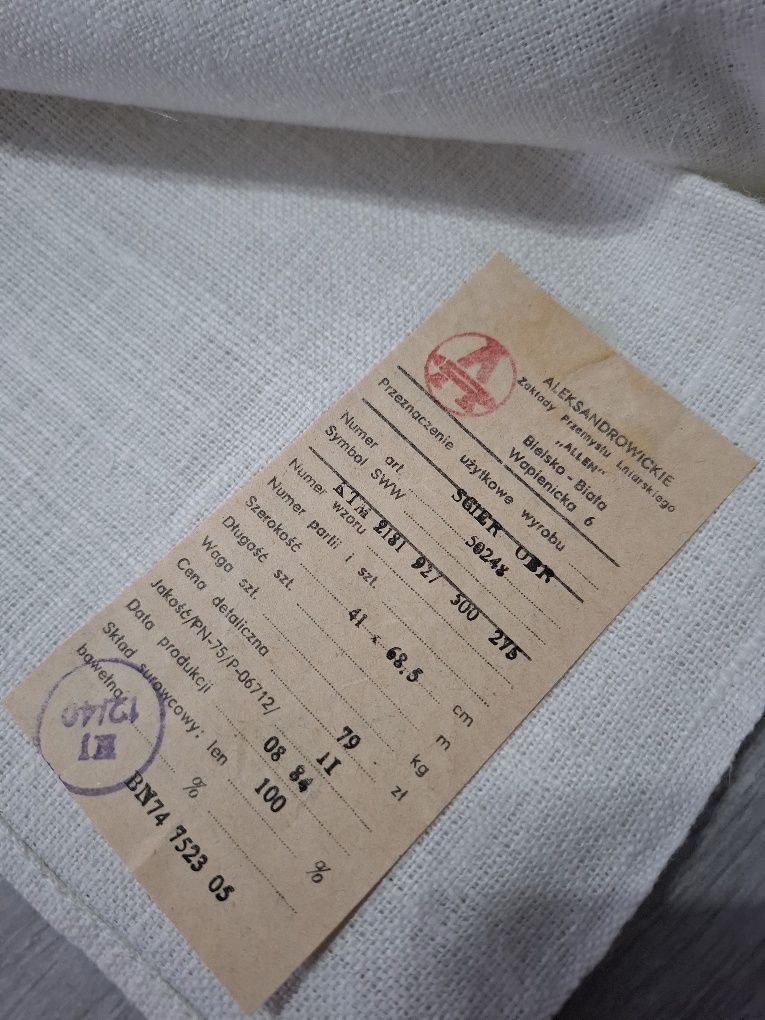 ALEKSANDROWICKIE
Zakłady Przemysłu Lniarskiego
„ALLEN”
Bielsko - Biała
Wapienicka 6
Przeznaczenie użytkowe wyrobu
SCIER UBR
Numer art. 50248
Symbol SWW
KTM 2181 927 500 275
Numer wzoru
Numer partii i szt.
Szerokość 41 x 68.5 cm
Długość szt. m
Waga szt. kg
Cena detaliczna 79 zł
Jakość/PN-75/P-06712/ II
Data produkcji 08 84
Skład surowcowy: len 100 %
bawełna %
BN74 7523 05